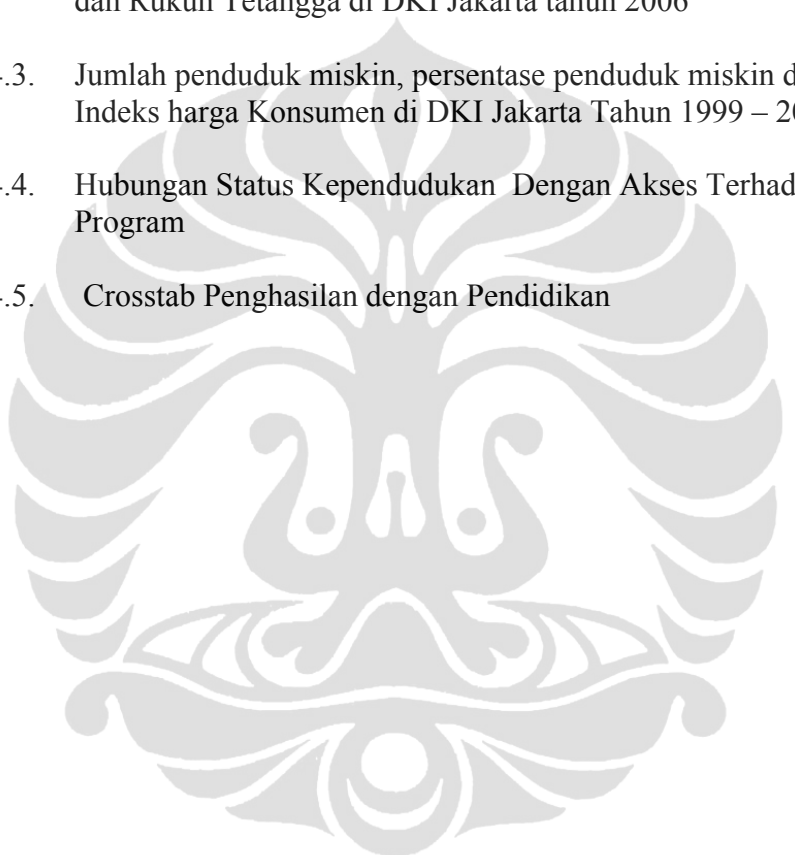 dan Rukun Tetangga di DKI Jakarta tahun 2006
.3. Jumlah penduduk miskin, persentase penduduk miskin d
Indeks harga Konsumen di DKI Jakarta Tahun 1999 – 20
.4. Hubungan Status Kependudukan Dengan Akses Terhad
Program
.5. Crosstab Penghasilan dengan Pendidikan